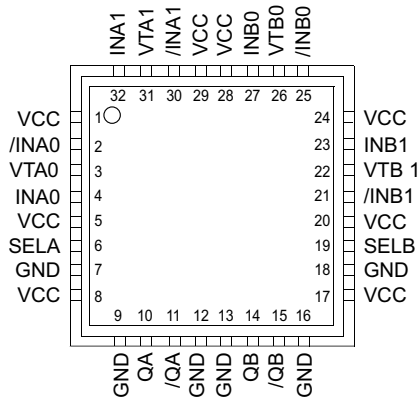 INA1 VTA1 /INA1 VCC VCC INB0 VTB0 /INB0
32 31 30 29 28 27 26 25
VCC 1 24 VCC
/INA0 2 23 INB1
VTA0 3 22 VTB 1
INA0 4 21 /INB1
VCC 5 20 VCC
SELA 6 19 SELB
GND 7 18 GND
VCC 8 17 VCC
9 10 11 12 13 14 15 16
GND QA /QA GND GND QB /QB GND